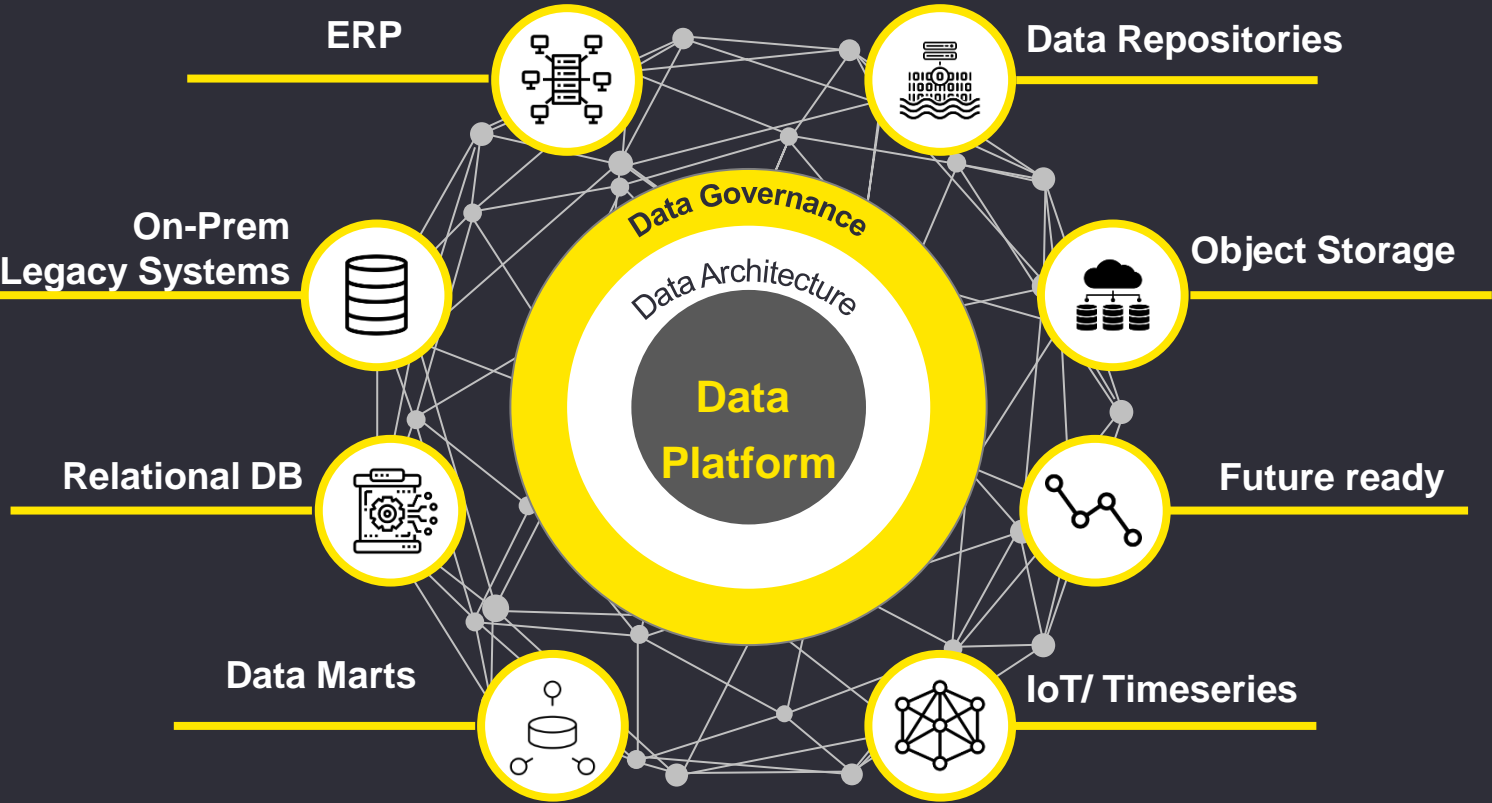 ERP
Data Repositories
On-Prem
Legacy Systems
Data Governance
Data Architecture
Object Storage
Data
Platform
Relational DB
Future ready
Data Marts
IoT/ Timeseries